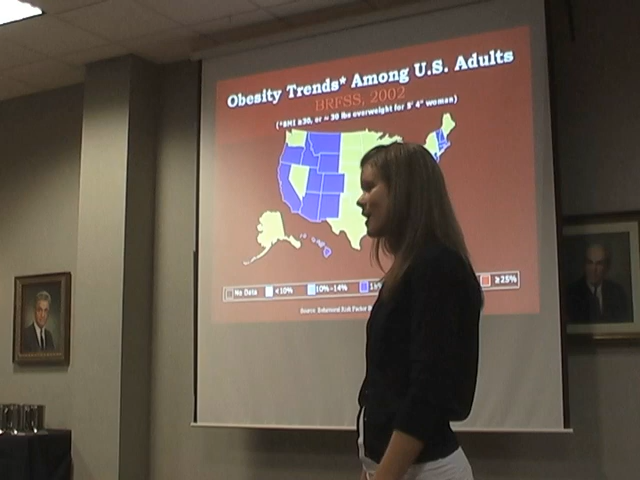 Obesity Trends* Among U.S. Adults
BRFSS, 2002
(*BMI ≥30, or ~ 30 lbs overweight for 5' 4" woman)
No Data <10% 10%–14% ≥25%
Source: Behavioral Risk Factor